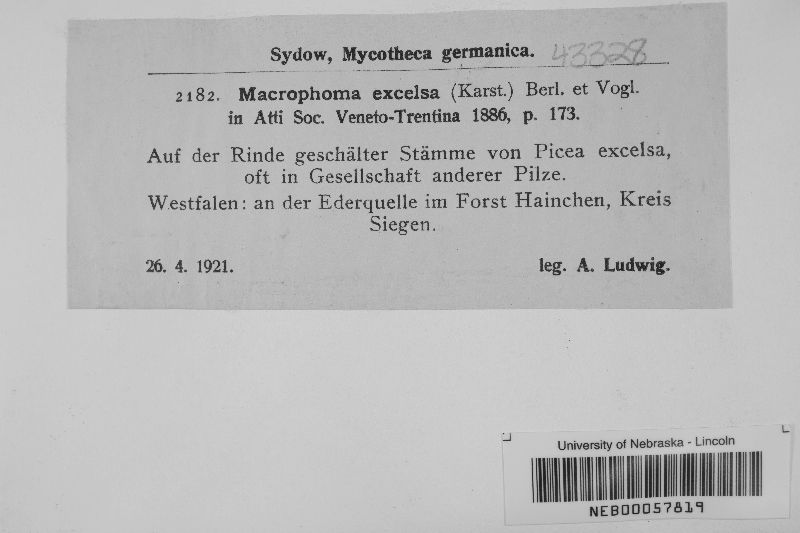 Sydow, Mycotheca germanica. 43328
2182. Macrophoma excelsa (Karst.) Berl. et Vogl.
in Atti Soc. Veneto-Trentina 1886, p. 173.
Auf der Rinde geschälter Stämme von Picea excelsa,
oft in Gesellschaft anderer Pilze.
Westfalen: an der Ederquelle im Forst Hainchen, Kreis
Siegen.
26. 4. 1921. leg. A. Ludwig.
University of Nebraska - Lincoln
NEB00057819